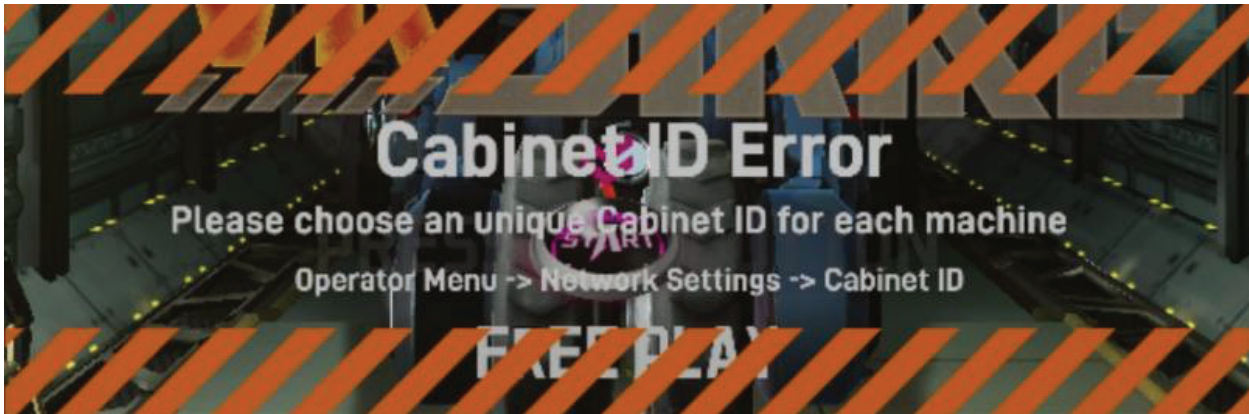 Cabinet ID Error
Please choose an unique Cabinet ID for each machine
START
Operator Menu -> Network Settings -> Cabinet ID
FREE PLAY